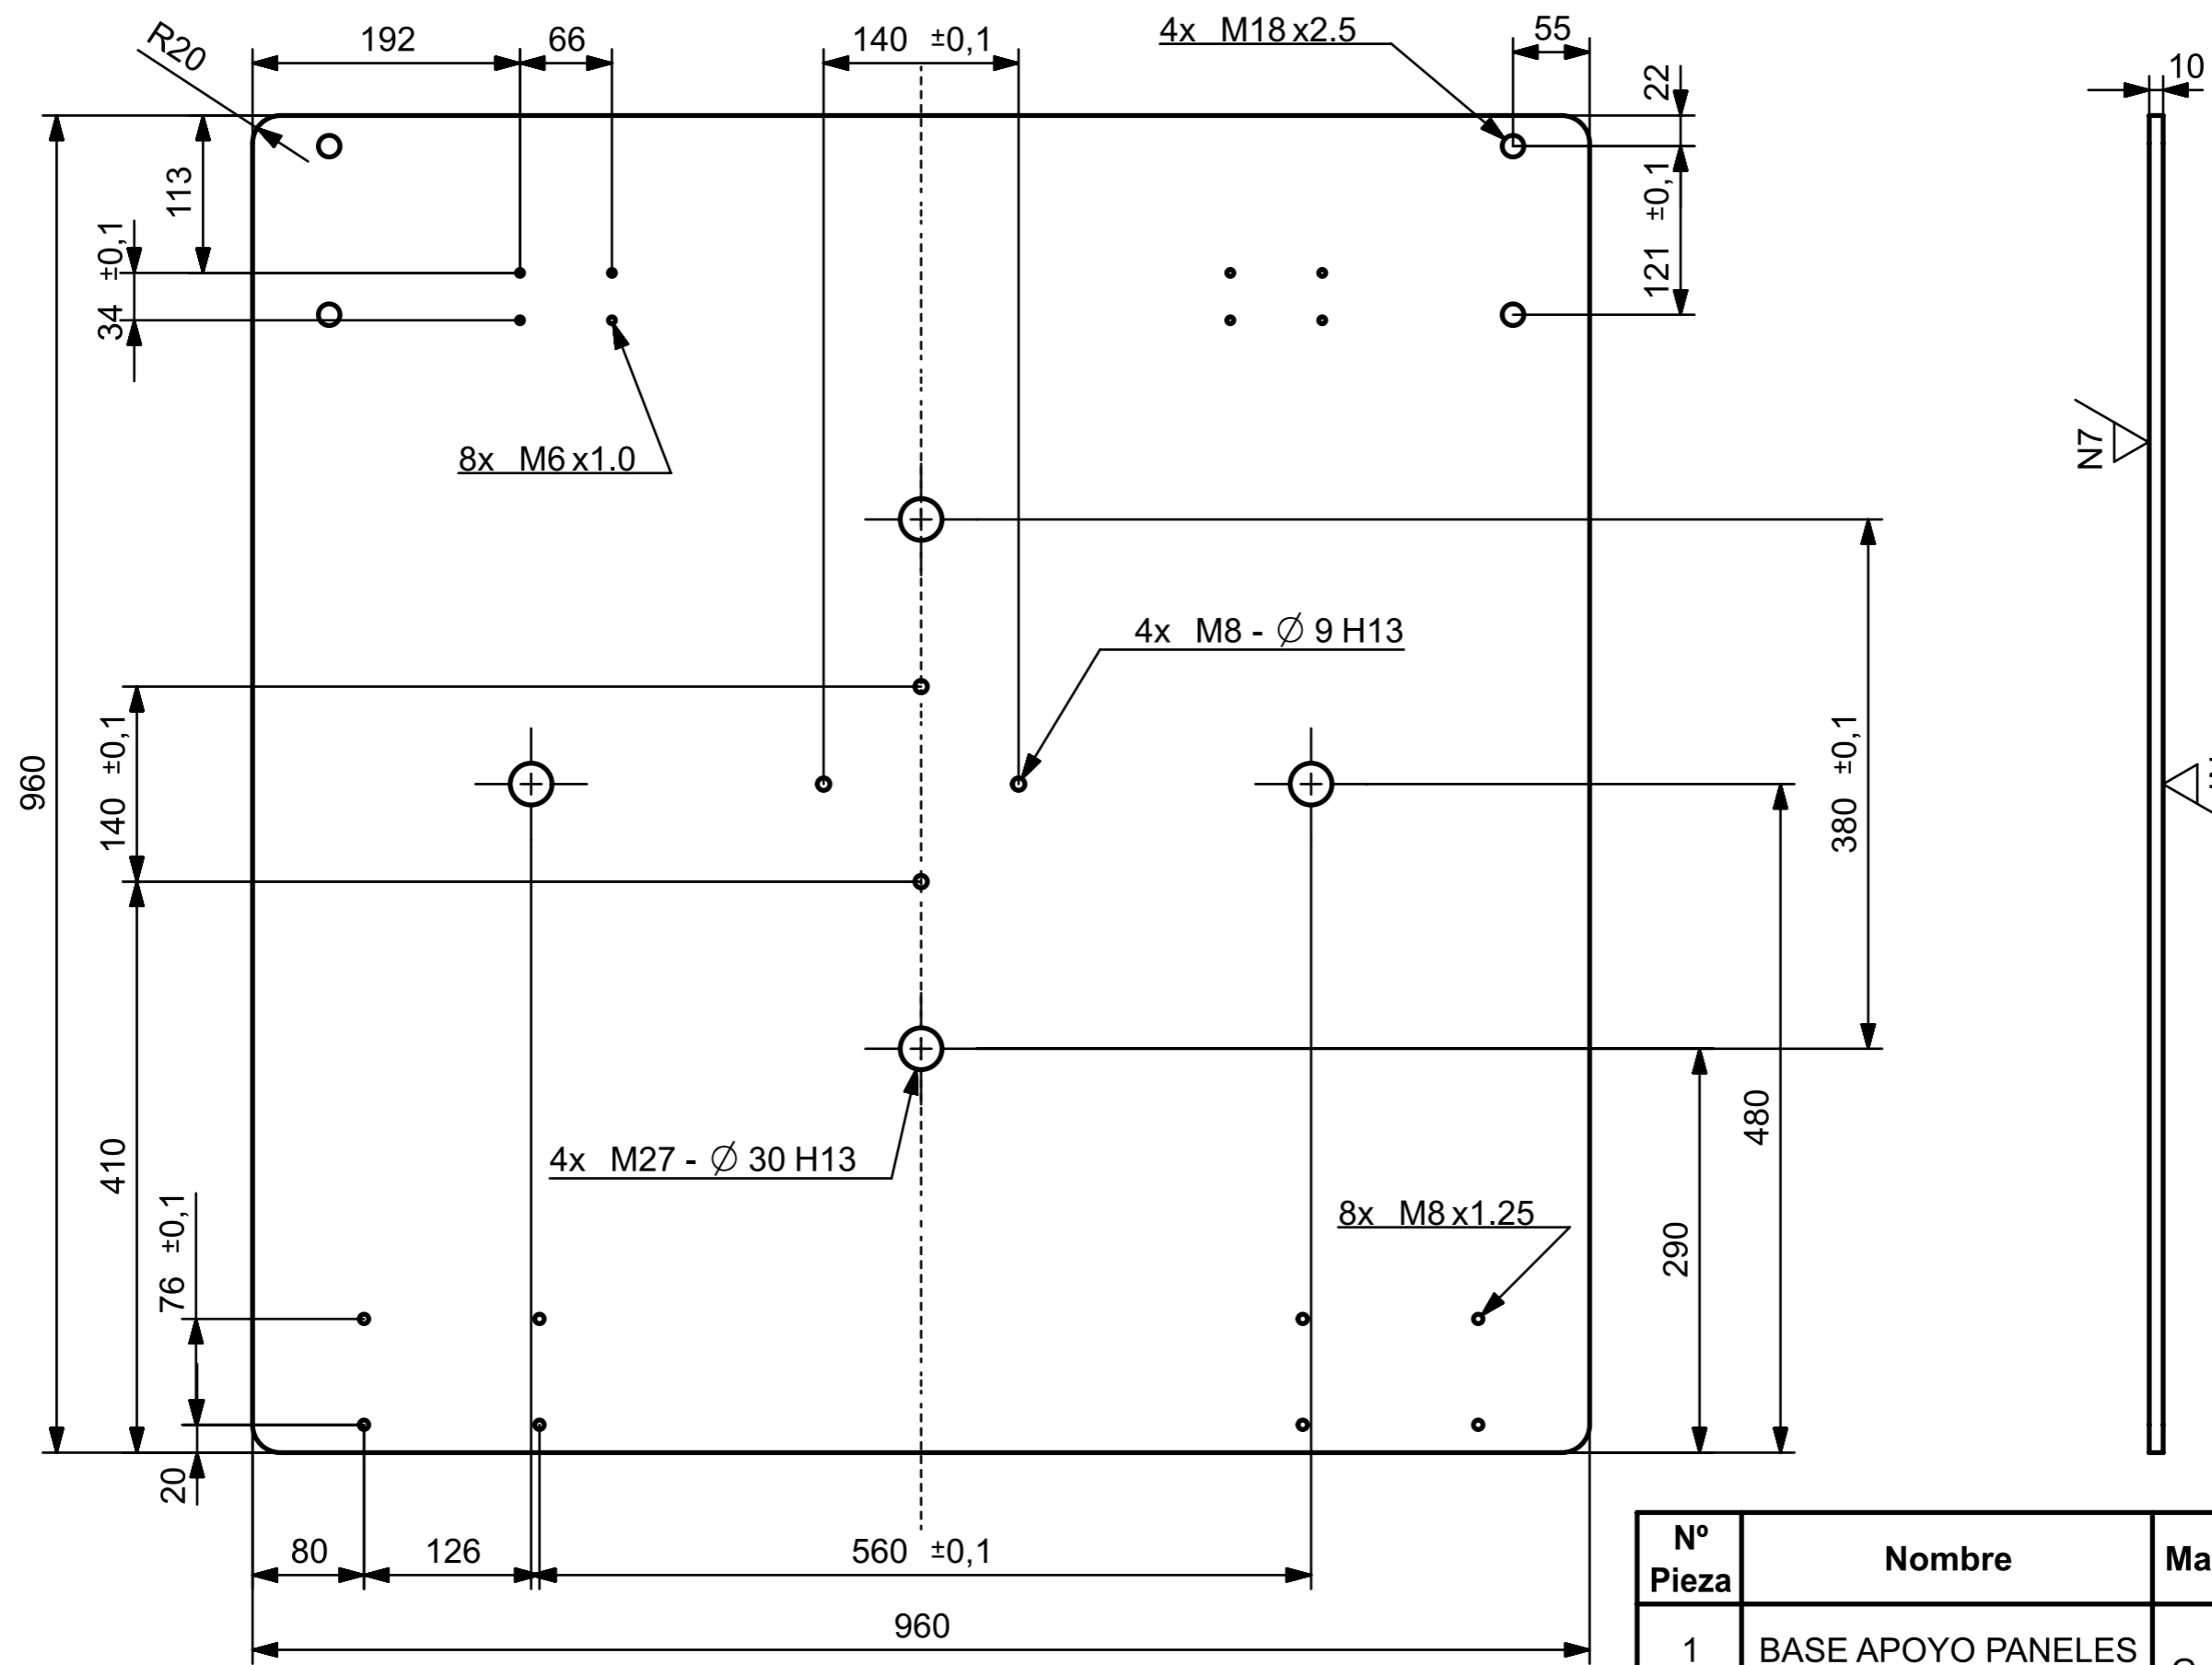 R20
192
66
140 ±0,1
4x M18x2.5
55
22
10
113
34 ±0,1
121 ±0,1
8x M6x1.0
N7
4x M8 - ∅ 9 H13
140 ±0,1
960
380 ±0,1
410
480
4x M27 - ∅ 30 H13
76 ±0,1
8x M8x1.25
290
20
80
126
560 ±0,1
960
Nº Pieza
Nombre
1
BASE APOYO PANELES